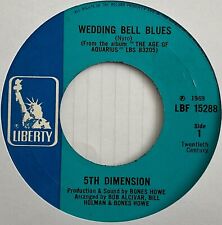 WEDDING BELL BLUES
(Nyro)
(From the album "THE AGE OF
AQUARIUS" LBS 83205)
LIBERTY
℗ 1969
LBF 15288
Side
1
Twentieth
Century
5TH DIMENSION
Production & Sound by BONES HOWE
Arranged by BOB ALCIVAR, BILL
HOLMAN & BONES HOWE